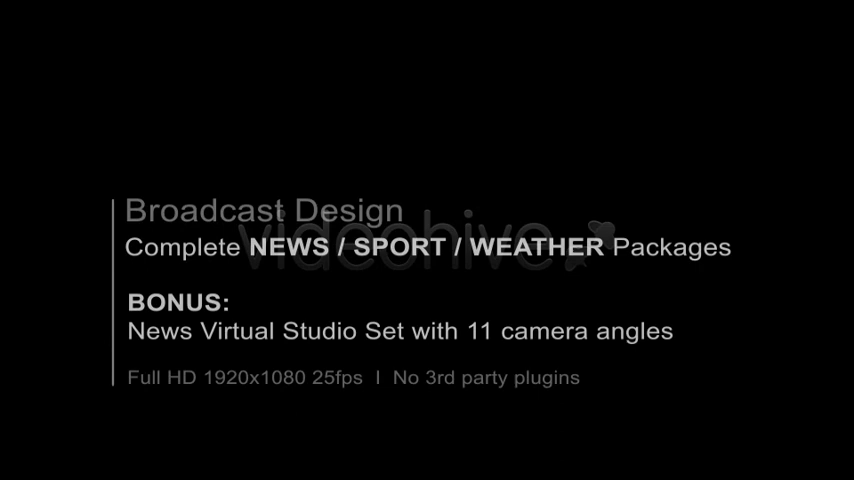 Broadcast Design
videohive
Complete NEWS / SPORT / WEATHER Packages
BONUS:
News Virtual Studio Set with 11 camera angles
Full HD 1920x1080 25fps I No 3rd party plugins